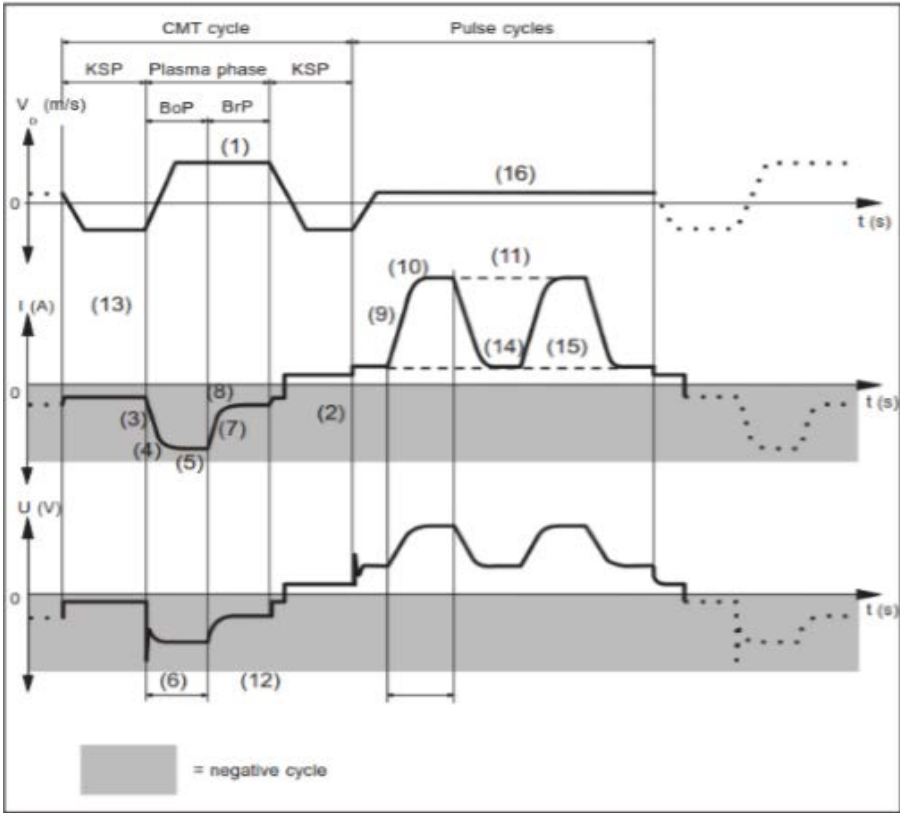 CMT cycle
Pulse cycles
KSP
Plasma phase
KSP
V_D (m/s)
BoP
BrP
(1)
(16)
0
t (s)
(11)
(10)
I (A)
(13)
(9)
(14)
(15)
0
(8)
t (s)
(3)
(7)
(2)
(4)
(5)
U (V)
0
t (s)
(6)
(12)
= negative cycle